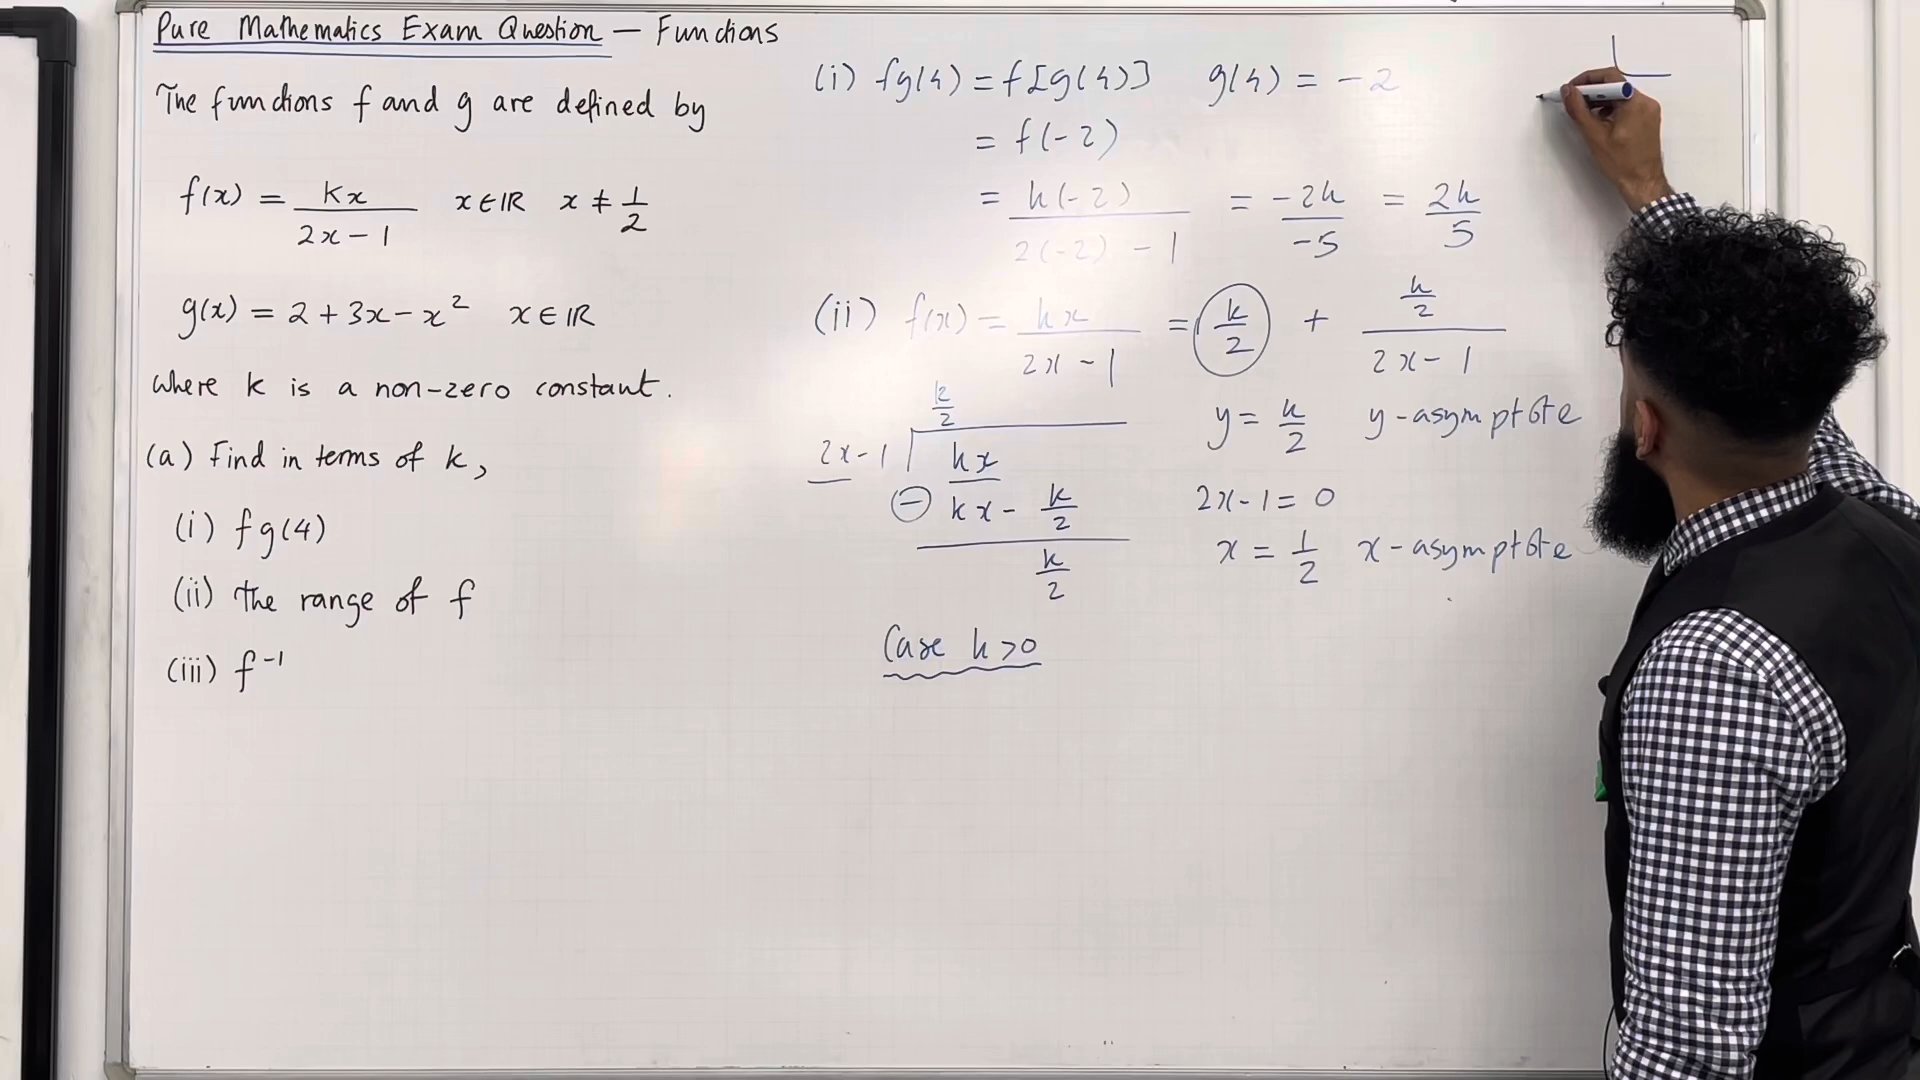 Pure Mathematics Exam Question — Functions
The functions f and g are defined by
f(x) = kx / 2x - 1   x ∈ ℝ   x ≠ 1/2
g(x) = 2 + 3x - x²   x ∈ ℝ
where k is a non-zero constant.
(a) Find in terms of k,
(i) fg(4)
(ii) the range of f
(iii) f⁻¹
(i) fg(4) = f[g(4)]   g(4) = -2
= f(-2)
= k(-2) / 2(-2) - 1 = -2k / -5 = 2k / 5
(ii) f(x) = kx / 2x - 1 = k/2 + k/2 / 2x - 1
k/2
2x-1 kx
- kx - k/2
k/2
y = k/2   y-asymptote
2x-1 = 0
x = 1/2   x-asymptote
Case k>0